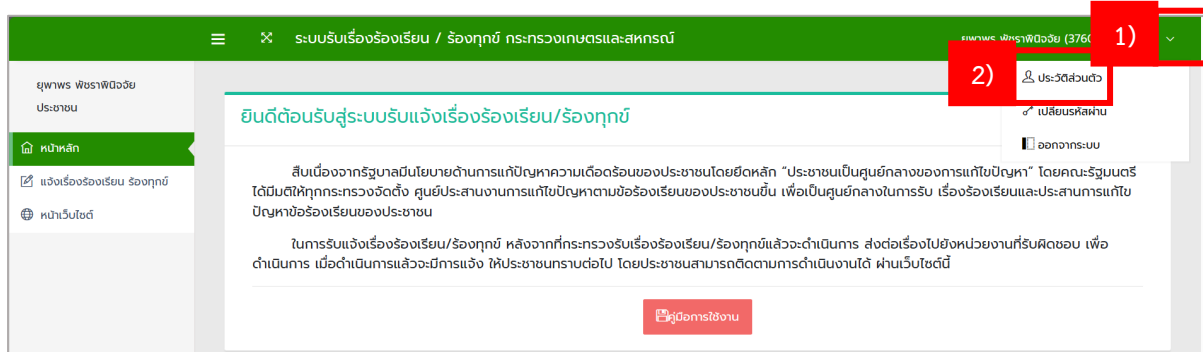 ระบบรับเรื่องร้องเรียน / ร้องทุกข์ กระทรวงเกษตรและสหกรณ์
ยุพาพร พัชราพินิจฉัย (3760
1)
2)
ประวัติส่วนตัว
เปลี่ยนรหัสผ่าน
ออกจากระบบ
ยุพาพร พัชราพินิจฉัย
ประชาชน
หน้าหลัก
แจ้งเรื่องร้องเรียน ร้องทุกข์
หน้าเว็บไซต์
ยินดีต้อนรับสู่ระบบรับแจ้งเรื่องร้องเรียน/ร้องทุกข์
สืบเนื่องจากรัฐบาลมีนโยบายด้านการแก้ปัญหาความเดือดร้อนของประชาชนโดยยึดหลัก “ประชาชนเป็นศูนย์กลางของการแก้ไขปัญหา” โดยคณะรัฐมนตรี
ได้มีมติให้ทุกกระทรวงจัดตั้ง ศูนย์ประสานงานการแก้ไขปัญหาตามข้อร้องเรียนของประชาชนขึ้น เพื่อเป็นศูนย์กลางในการรับ เรื่องร้องเรียนและประสานการแก้ไข
ปัญหาข้อร้องเรียนของประชาชน
ในการรับแจ้งเรื่องร้องเรียน/ร้องทุกข์ หลังจากที่กระทรวงรับเรื่องร้องเรียน/ร้องทุกข์แล้วจะดำเนินการ ส่งต่อเรื่องไปยังหน่วยงานที่รับผิดชอบ เพื่อ
ดำเนินการ เมื่อดำเนินการแล้วจะมีการแจ้ง ให้ประชาชนทราบต่อไป โดยประชาชนสามารถติดตามการดำเนินงานได้ ผ่านเว็บไซต์นี้
คู่มือการใช้งาน